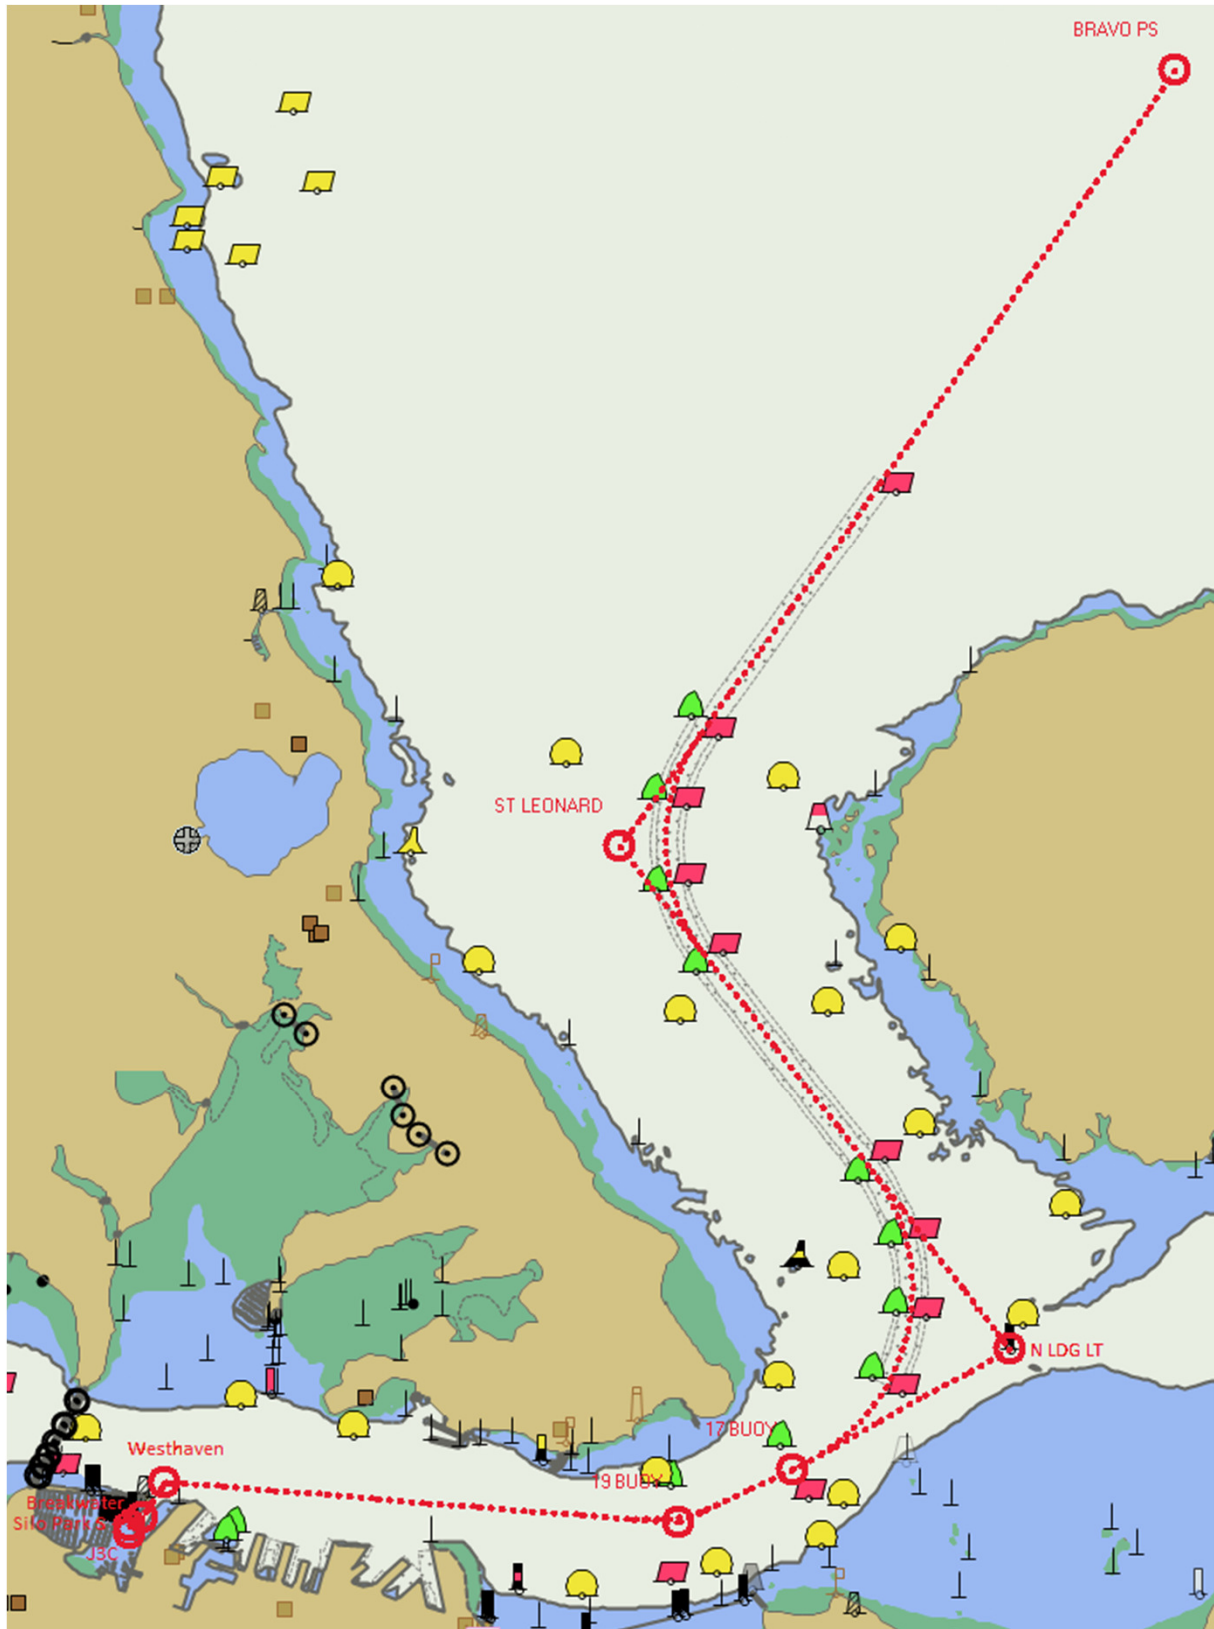 BRAVO PS
ST LEONARD
N LDG LT
17 BUOY
Westhaven
19 BUOY
Breakwater
Silo Park S
J3C